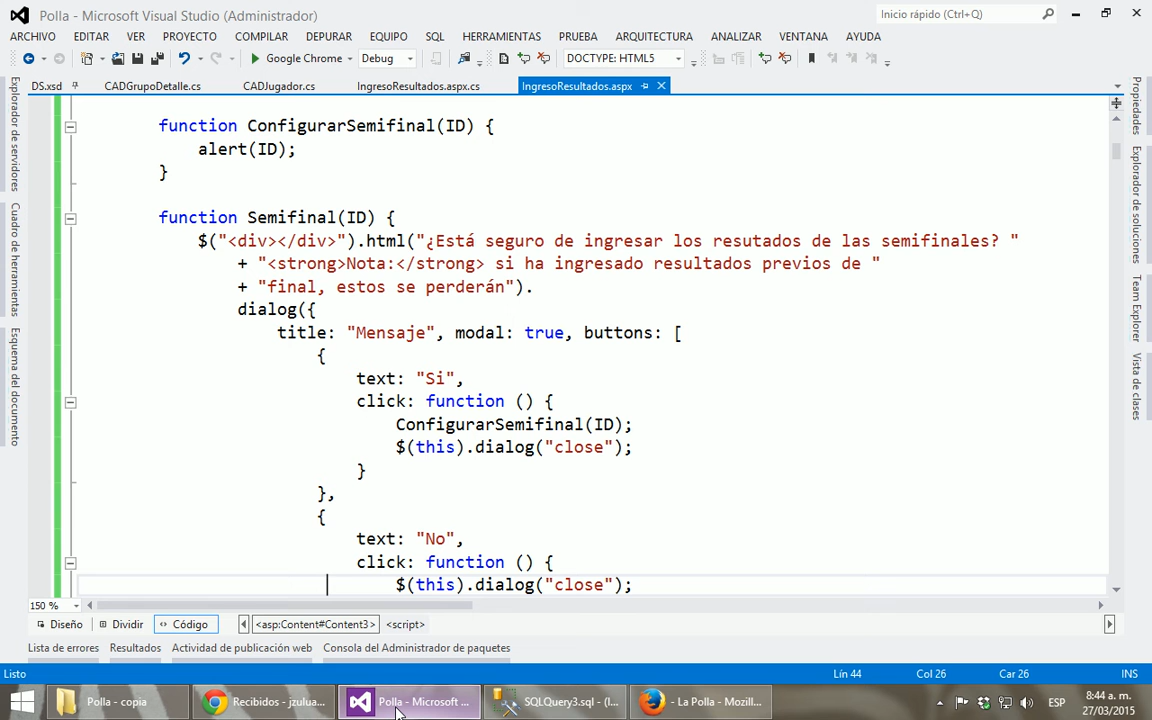 Polla - Microsoft Visual Studio (Administrador)
Inicio rápido (Ctrl+Q)
ARCHIVO EDITAR VER PROYECTO COMPILAR DEPURAR EQUIPO SQL HERRAMIENTAS PRUEBA ARQUITECTURA ANALIZAR VENTANA AYUDA
Google Chrome Debug DOCTYPE: HTML5
DS.xsd CADGrupoDetalle.cs CADJugador.cs IngresoResultados.aspx.cs IngresoResultados.aspx
Explorador de servidores
Cuadro de herramientas
Esquema del documento
function ConfigurarSemifinal(ID) {
alert(ID);
}
function Semifinal(ID) {
$("<div></div>").html("¿Está seguro de ingresar los resutados de las semifinales? "
+ "<strong>Nota:</strong> si ha ingresado resultados previos de "
+ "final, estos se perderán").
dialog({
title: "Mensaje", modal: true, buttons: [
{
text: "Si",
click: function () {
ConfigurarSemifinal(ID);
$(this).dialog("close");
}
},
{
text: "No",
click: function () {
$(this).dialog("close");
Propiedades
Explorador de soluciones
Team Explorer
Vista de clases
150 %
Diseño Dividir Código <asp:Content#Content3> <script>
Lista de errores Resultados Actividad de publicación web Consola del Administrador de paquetes
Listo Lín 44 Col 26 Car 26 INS
Polla - copia Recibidos - jzulua... Polla - Microsoft ... SQLQuery3.sql - (l... - La Polla - Mozill... ESP 8:44 a. m.
27/03/2015